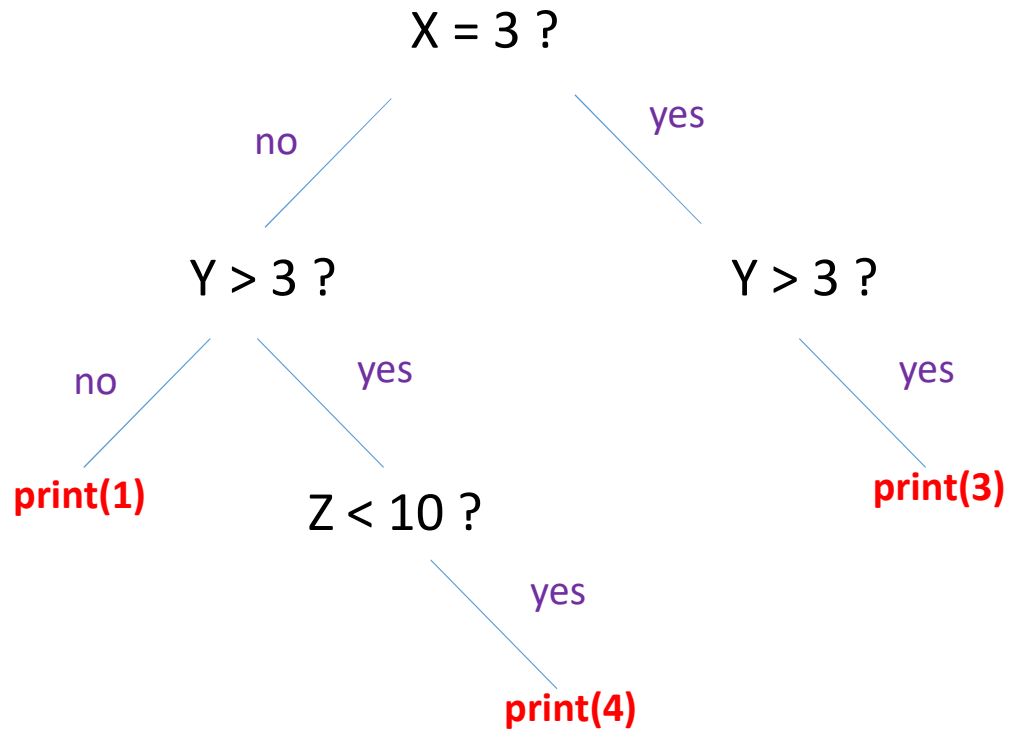 X = 3 ?
no
yes
Y > 3 ?
Y > 3 ?
no
yes
yes
print(1)
print(3)
Z < 10 ?
yes
print(4)